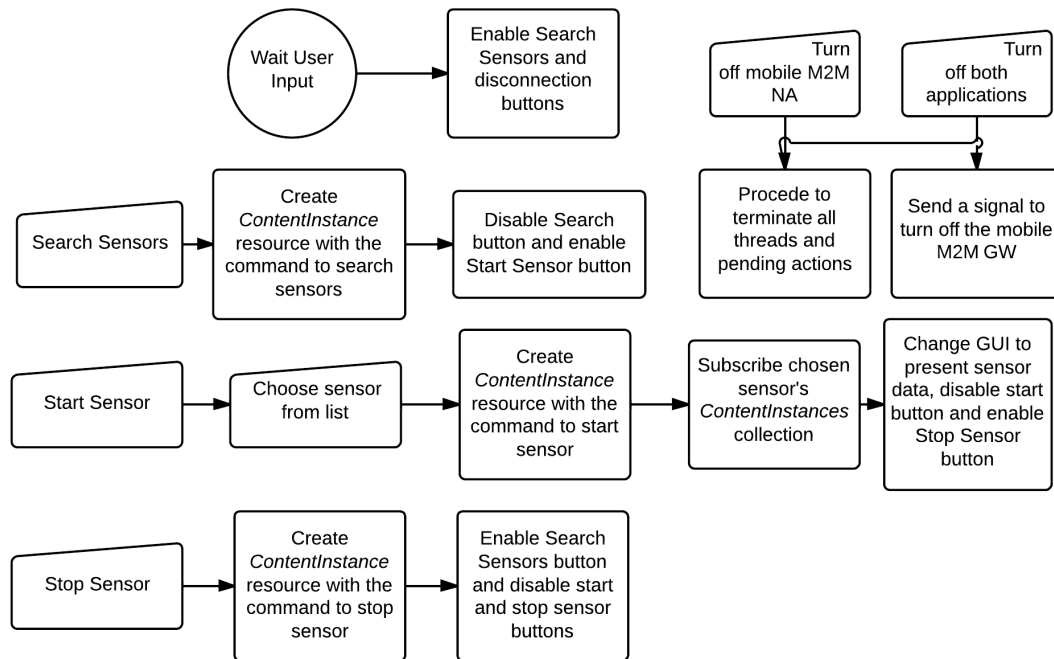 Wait User
Input
Enable Search
Sensors and
disconnection
buttons
Turn
off mobile M2M
NA
Turn
off both
applications
Search Sensors
Create
ContentInstance
resource with the
command to search
sensors
Disable Search
button and enable
Start Sensor button
Procede to
terminate all
threads and
pending actions
Send a signal to
turn off the mobile
M2M GW
Start Sensor
Choose sensor
from list
Create
ContentInstance
resource with the
command to start
sensor
Subscribe chosen
sensor's
ContentInstances
collection
Change GUI to
present sensor
data, disable start
button and enable
Stop Sensor
button
Stop Sensor
Create
ContentInstance
resource with the
command to stop
sensor
Enable Search
Sensors button
and disable start
and stop sensor
buttons